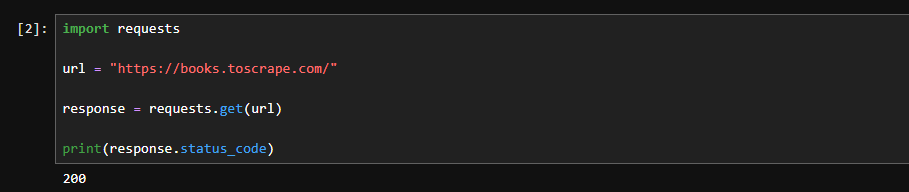 [2]:
import requests
url = "https://books.toscrape.com/"
response = requests.get(url)
print(response.status_code)
200